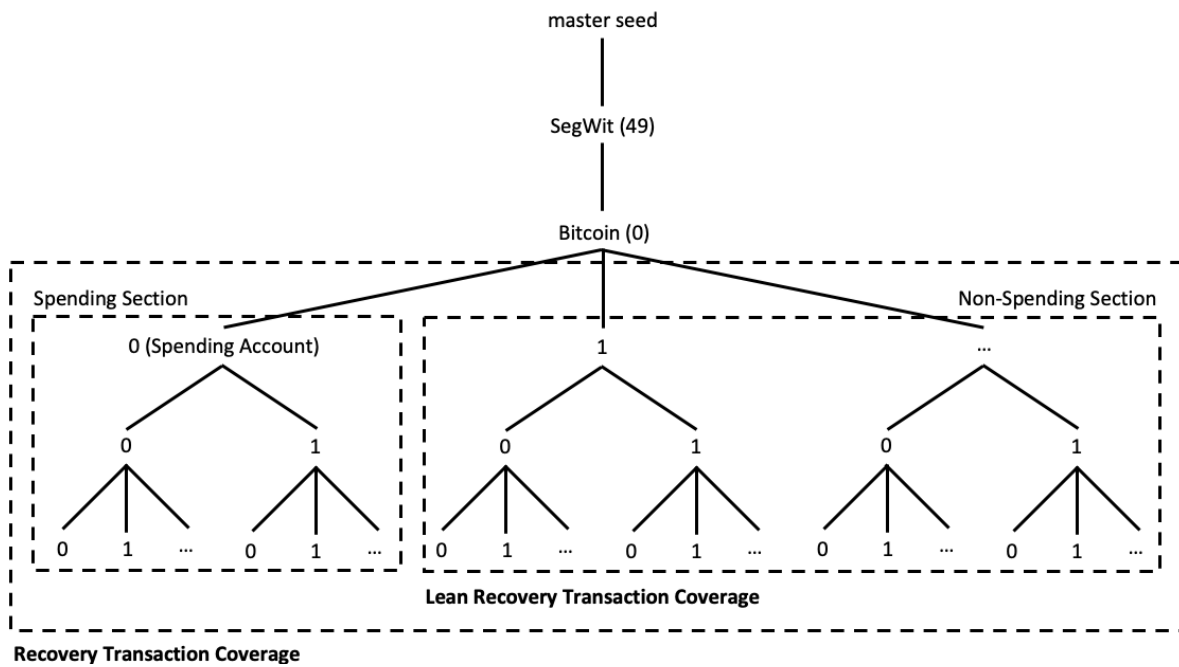 master seed
SegWit (49)
Bitcoin (0)
Spending Section
Non-Spending Section
0 (Spending Account)
1
...
0 1 0 1 0 1
0 1 ... 0 1 ... 0 1 ... 0 1 ... 0 1 ... 0 1 ...
Lean Recovery Transaction Coverage
Recovery Transaction Coverage